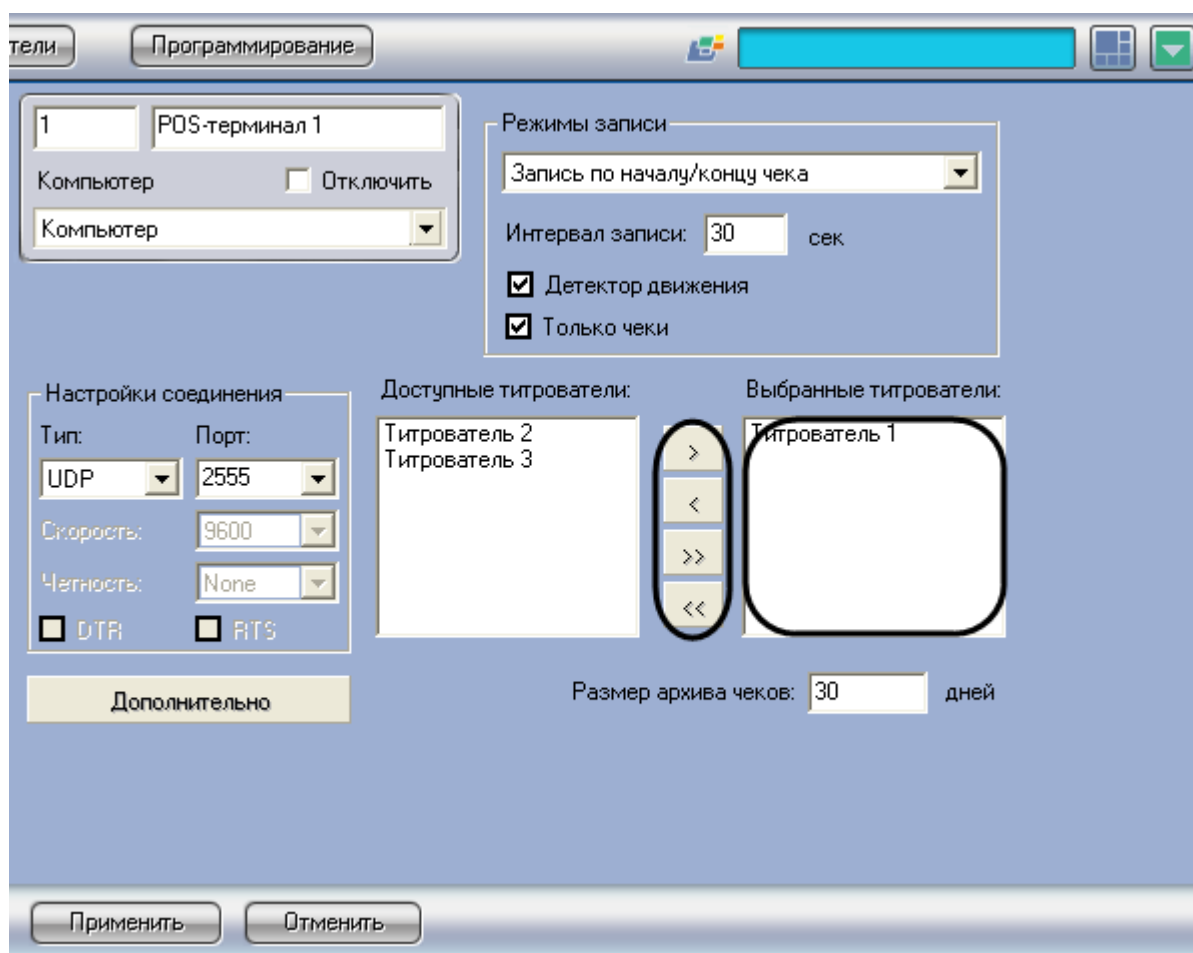 тели Программирование
1 POS-терминал 1
Компьютер Отключить
Компьютер
Режимы записи
Запись по началу/концу чека
Интервал записи: 30 сек
Детектор движения
Только чеки
Настройки соединения
Тип: Порт:
UDP 2555
Скорость: 9600
Четность: None
DTR RTS
Дополнительно
Доступные титрователи:
Титрователь 2
Титрователь 3
>
<
>>
<<
Выбранные титрователи:
Титрователь 1
Размер архива чеков: 30 дней
Применить Отменить